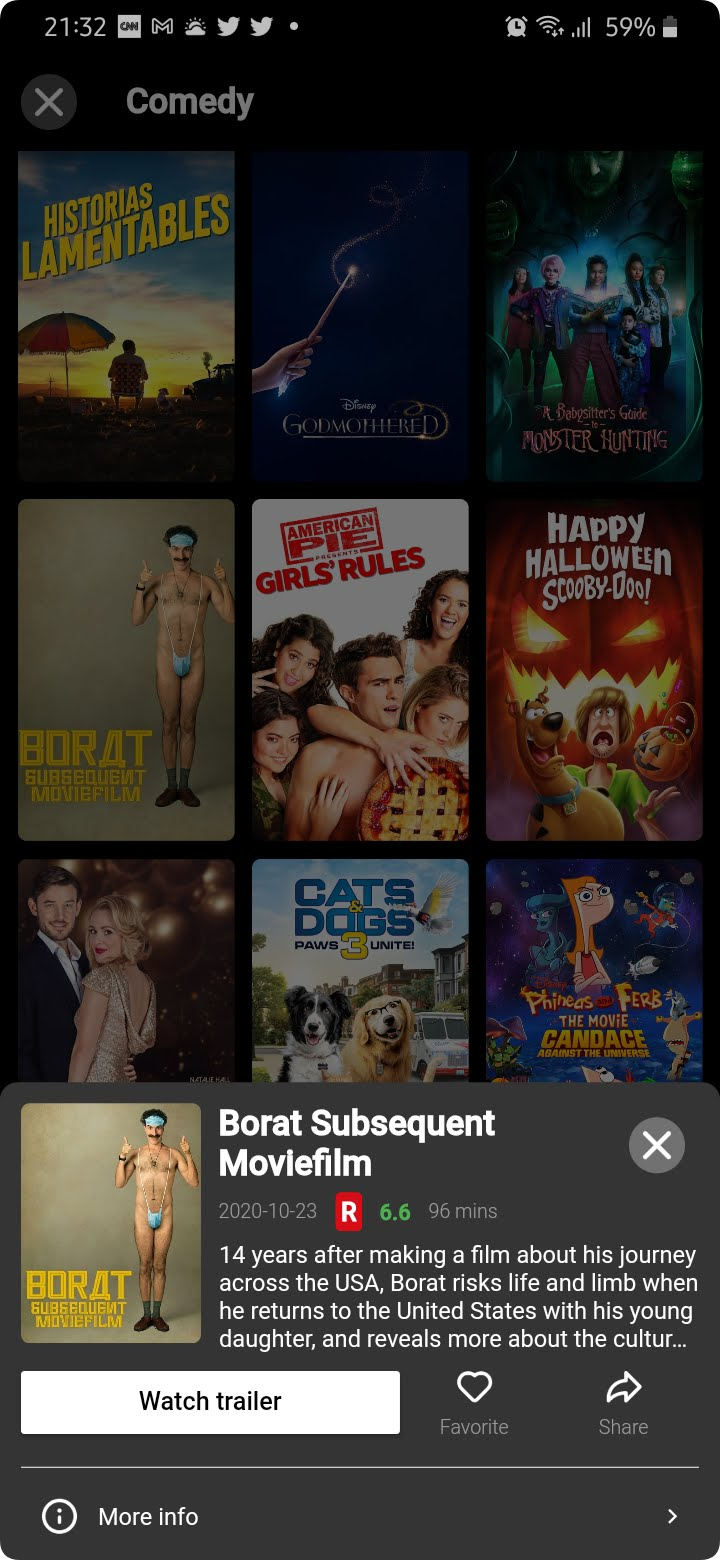 21:32 CNN 59%
Comedy
HISTORIAS
LAMENTABLES
Disney
GODMOTHERED
A Babysitter's Guide
to
MONSTER HUNTING
BORAT
SUBSEQUENT
MOVIEFILM
AMERICAN
PIE
PRESENTS
GIRLS' RULES
HAPPY
HALLOWEEN
SCOOBY-DOO!
NATALIE HALL
CATS
&
DOGS
3
PAWS UNITE!
Disney
Phineas and Ferb
THE MOVIE
CANDACE
AGAINST THE UNIVERSE
BORAT
SUBSEQUENT
MOVIEFILM
Borat Subsequent
Moviefilm
2020-10-23 R 6.6 96 mins
14 years after making a film about his journey
across the USA, Borat risks life and limb when
he returns to the United States with his young
daughter, and reveals more about the cultur...
Watch trailer
Favorite
Share
More info